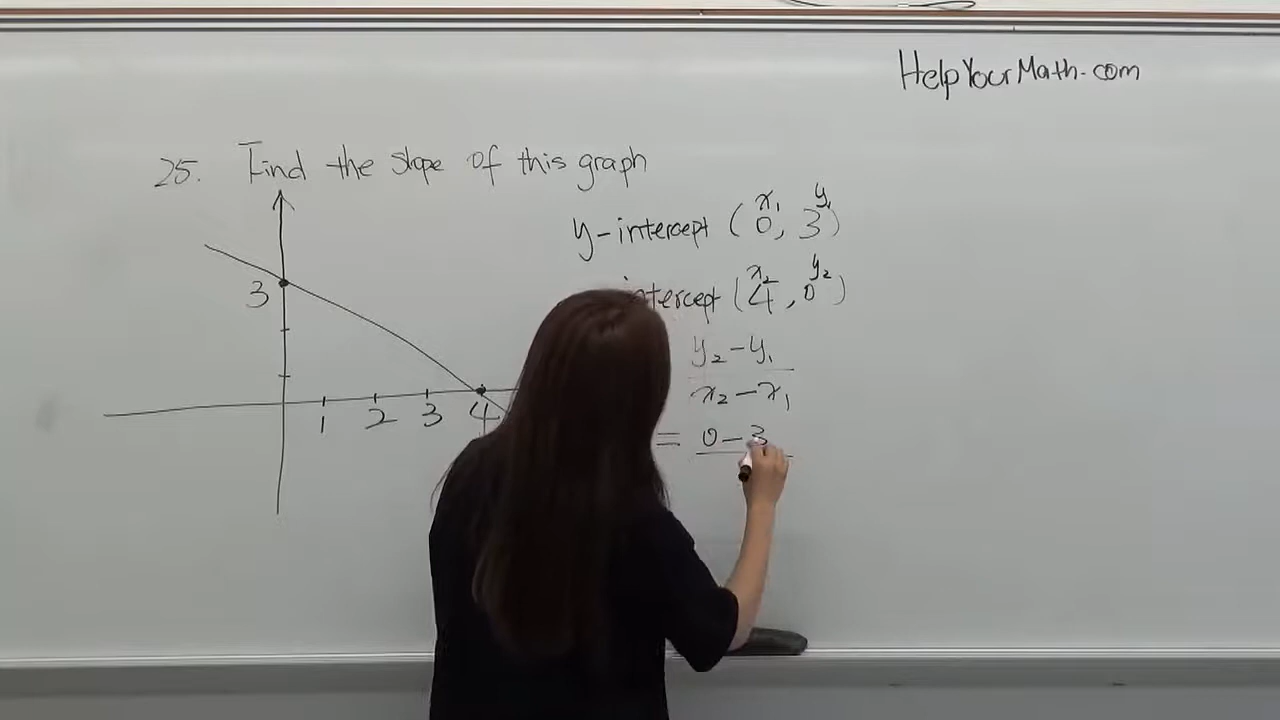 HelpYourMath.com
25. Find the slope of this graph
y-intercept (0, 3)
x₁ y₁
intercept (4, 0)
x₂ y₂
3
1 2 3 4
y₂ - y₁
x₂ - x₁
= 0 - 3